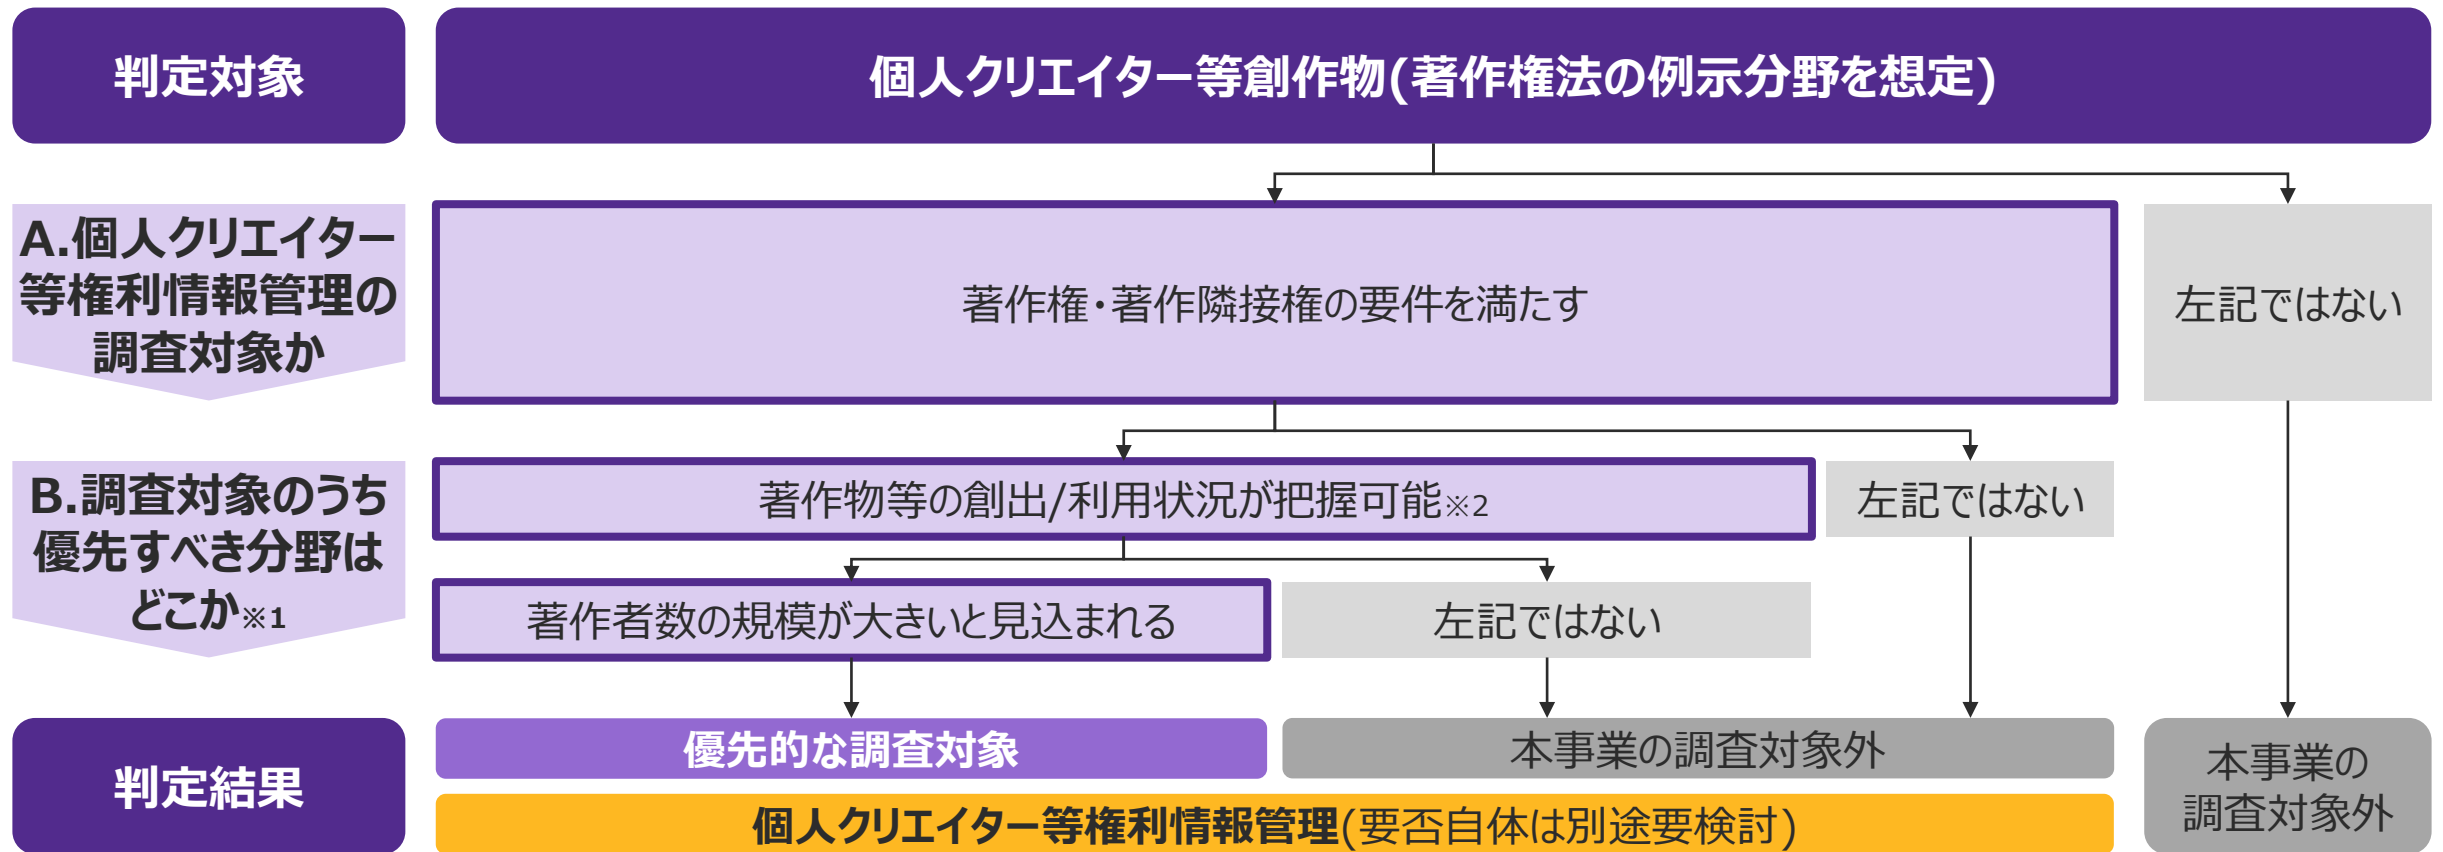 判定対象
個人クリエイター等創作物(著作権法の例示分野を想定)
A.個人クリエイター
等権利情報管理の
調査対象か
著作権・著作隣接権の要件を満たす
左記ではない
B.調査対象のうち
優先すべき分野は
どこか※1
著作物等の創出/利用状況が把握可能※2
左記ではない
著作者数の規模が大きいと見込まれる
左記ではない
判定結果
優先的な調査対象
本事業の調査対象外
本事業の
調査対象外
個人クリエイター等権利情報管理(要否自体は別途要検討)